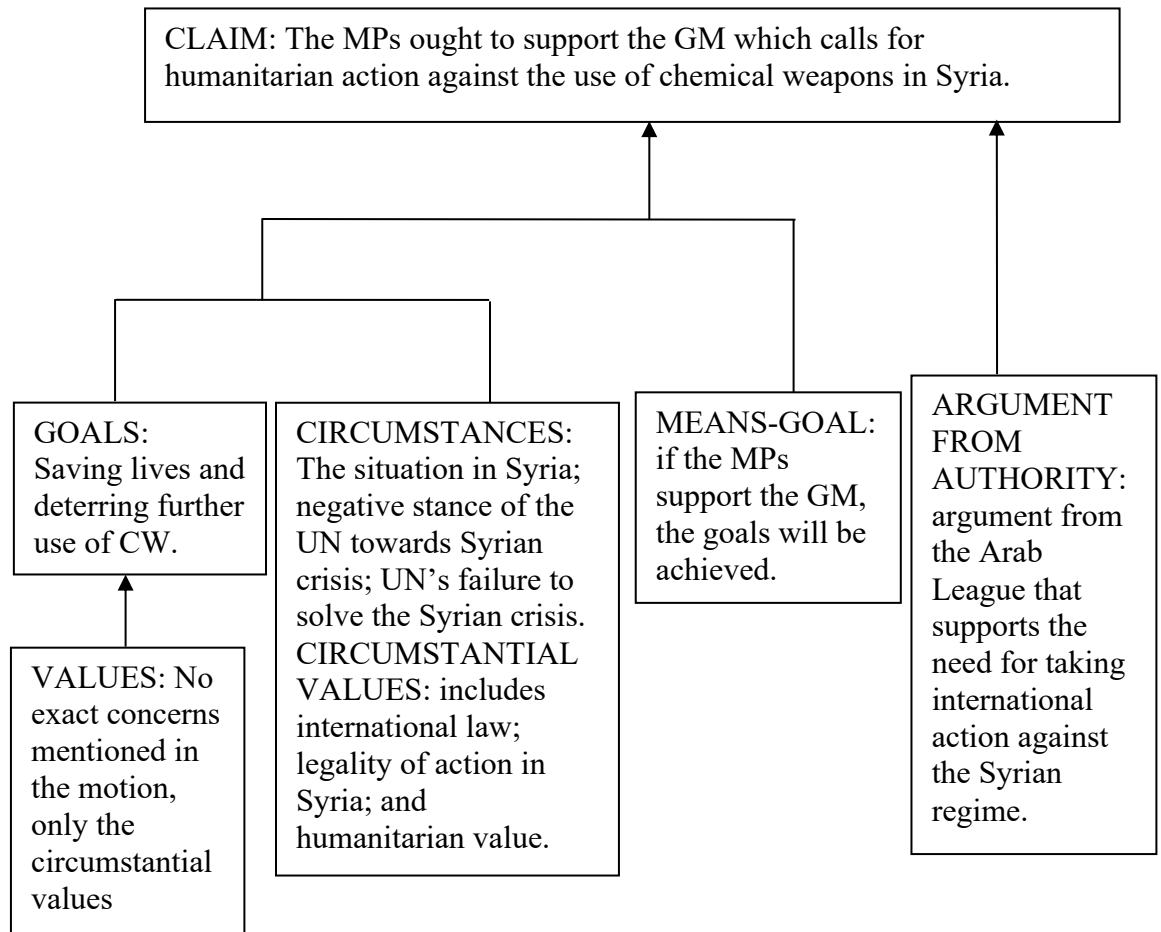 CLAIM: The MPs ought to support the GM which calls for
humanitarian action against the use of chemical weapons in Syria.
GOALS:
Saving lives and
deterring further
use of CW.
VALUES: No
exact concerns
mentioned in
the motion,
only the
circumstantial
values
CIRCUMSTANCES:
The situation in Syria;
negative stance of the
UN towards Syrian
crisis; UN’s failure to
solve the Syrian crisis.
CIRCUMSTANTIAL
VALUES: includes
international law;
legality of action in
Syria; and
humanitarian value.
MEANS-GOAL:
if the MPs
support the GM,
the goals will be
achieved.
ARGUMENT
FROM
AUTHORITY:
argument from
the Arab
League that
supports the
need for taking
international
action against
the Syrian
regime.